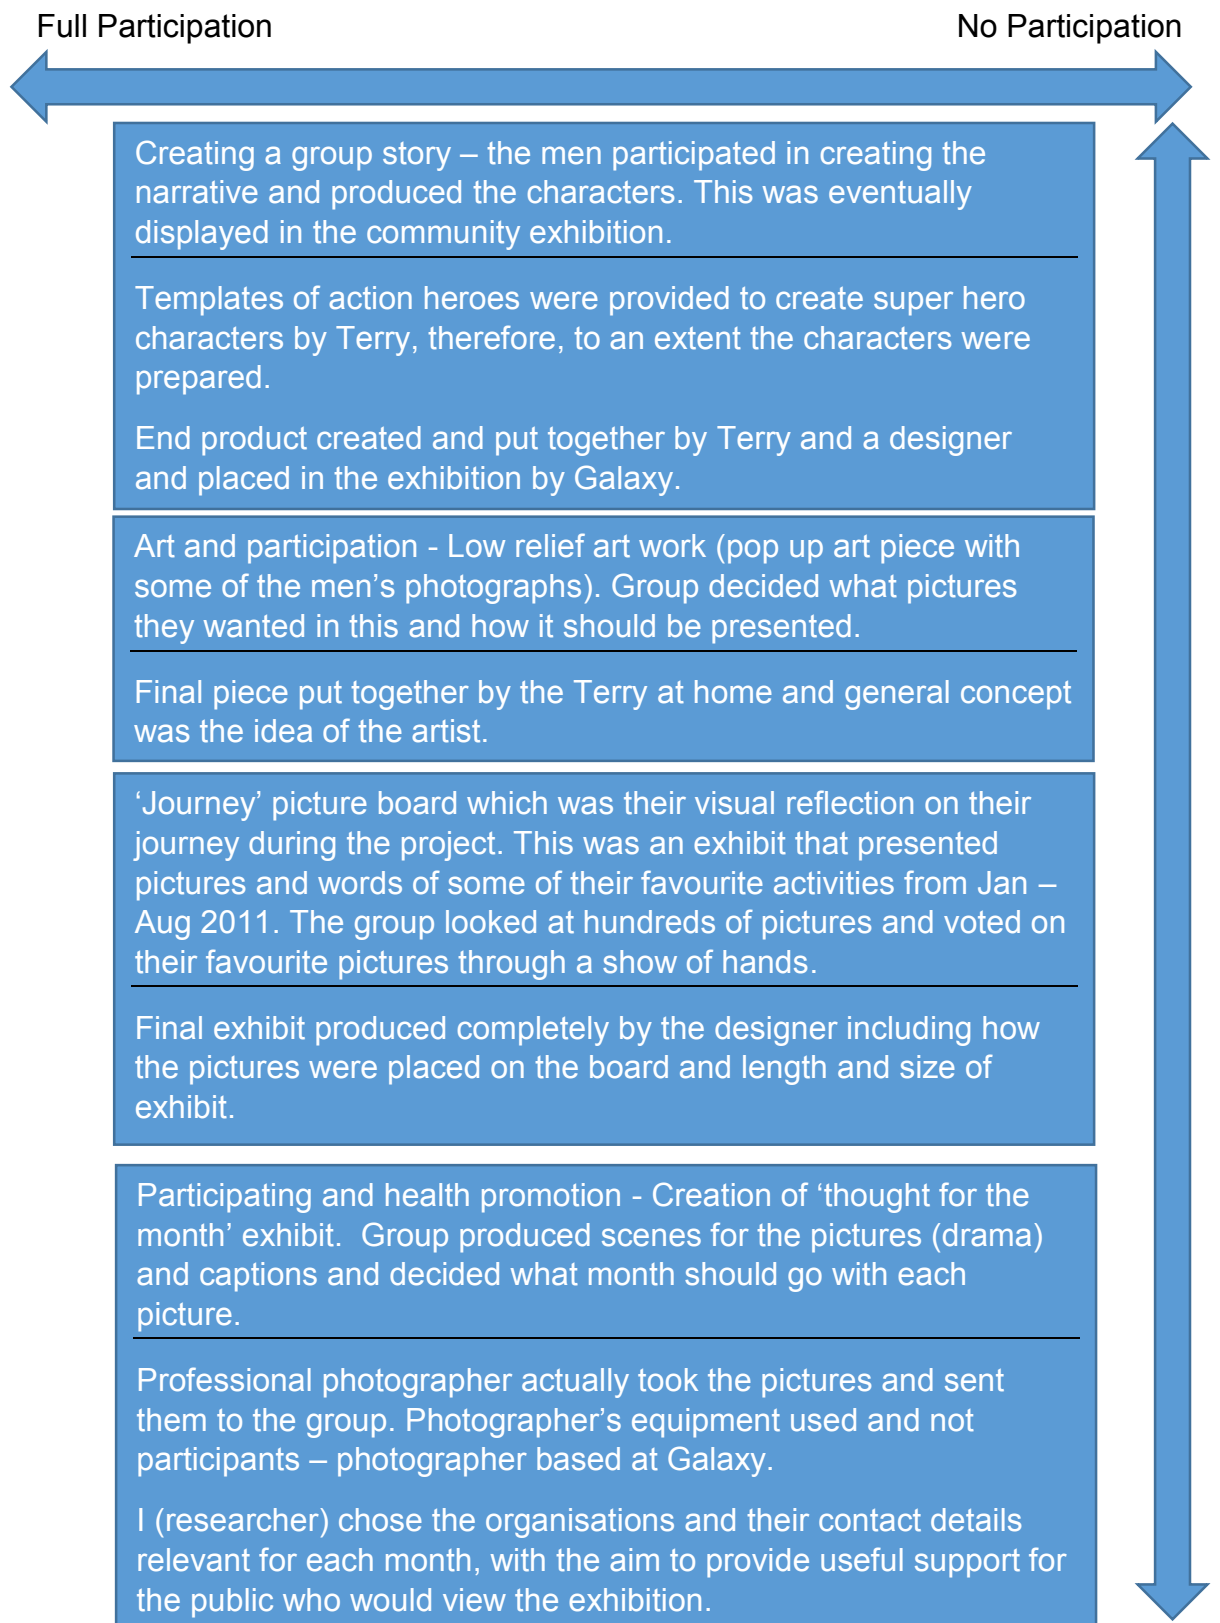 Full Participation No Participation
Creating a group story – the men participated in creating the
narrative and produced the characters. This was eventually
displayed in the community exhibition.
Templates of action heroes were provided to create super hero
characters by Terry, therefore, to an extent the characters were
prepared.
End product created and put together by Terry and a designer
and placed in the exhibition by Galaxy.
Art and participation - Low relief art work (pop up art piece with
some of the men’s photographs). Group decided what pictures
they wanted in this and how it should be presented.
Final piece put together by the Terry at home and general concept
was the idea of the artist.
‘Journey’ picture board which was their visual reflection on their
journey during the project. This was an exhibit that presented
pictures and words of some of their favourite activities from Jan –
Aug 2011. The group looked at hundreds of pictures and voted on
their favourite pictures through a show of hands.
Final exhibit produced completely by the designer including how
the pictures were placed on the board and length and size of
exhibit.
Participating and health promotion - Creation of ‘thought for the
month’ exhibit.  Group produced scenes for the pictures (drama)
and captions and decided what month should go with each
picture.
Professional photographer actually took the pictures and sent
them to the group. Photographer’s equipment used and not
participants – photographer based at Galaxy.
I (researcher) chose the organisations and their contact details
relevant for each month, with the aim to provide useful support for
the public who would view the exhibition.